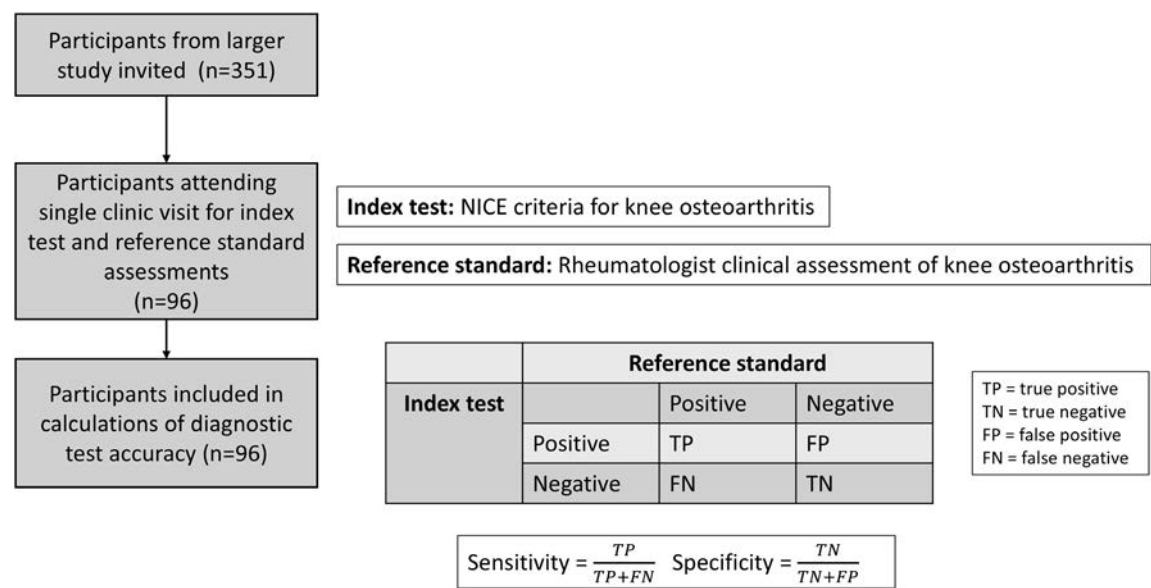 Participants from larger
study invited  (n=351)
Participants attending
single clinic visit for index
test and reference standard
assessments
(n=96)
Participants included in
calculations of diagnostic
test accuracy (n=96)
Index test: NICE criteria for knee osteoarthritis
Reference standard: Rheumatologist clinical assessment of knee osteoarthritis
Reference standard
Index test
Positive Negative
Positive TP FP
Negative FN TN
TP = true positive
TN = true negative
FP = false positive
FN = false negative
Sensitivity = TP/TP+FN Specificity = TN/TN+FP